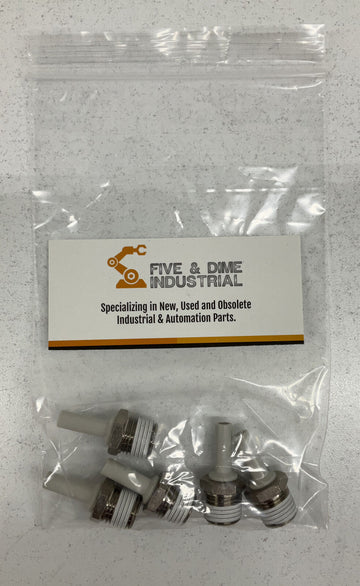 FIVE & DIME
INDUSTRIAL
Specializing in New, Used and Obsolete
Industrial & Automation Parts.